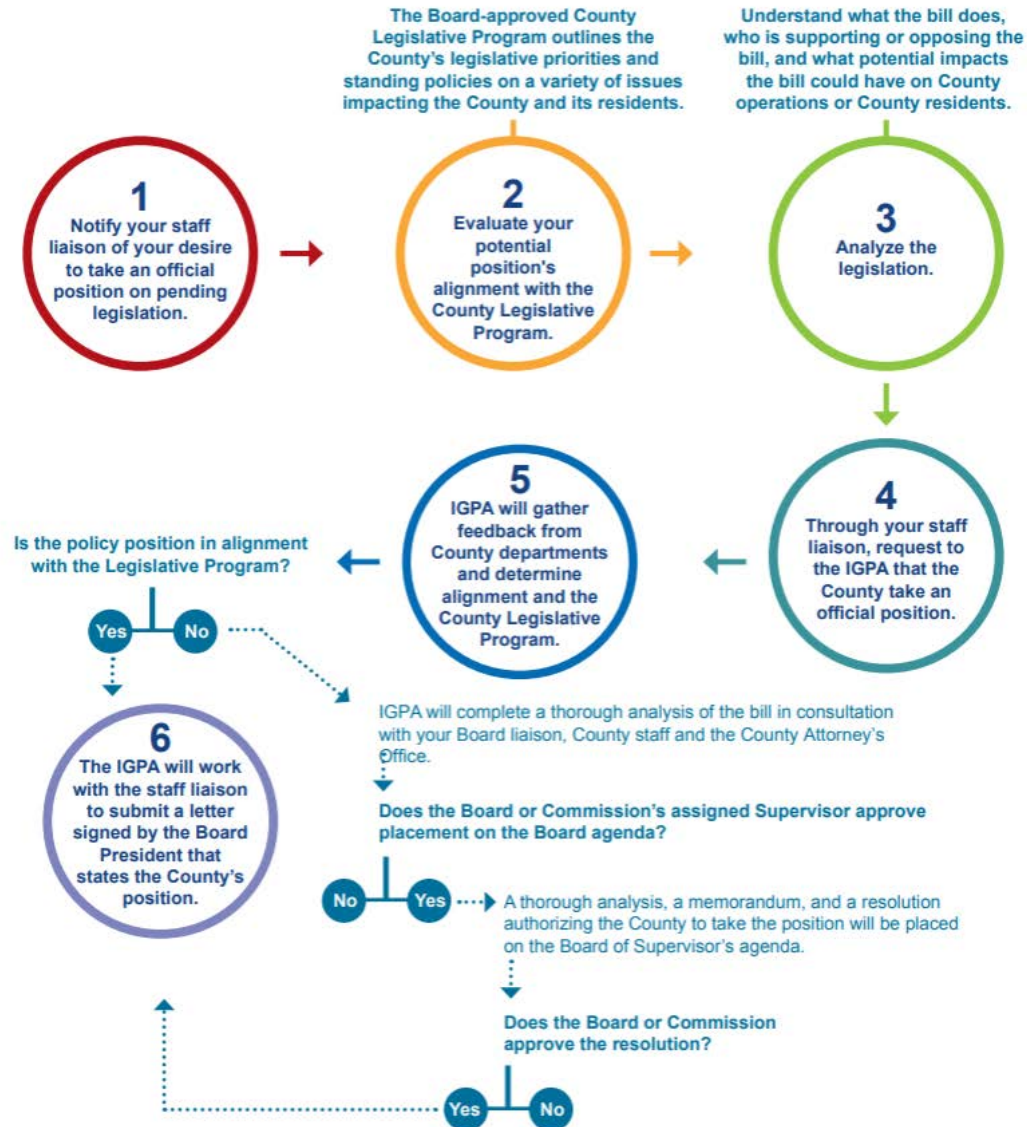 The Board-approved County
Legislative Program outlines the
County's legislative priorities and
standing policies on a variety of issues
impacting the County and its residents.
Understand what the bill does,
who is supporting or opposing the
bill, and what potential impacts
the bill could have on County
operations or County residents.
1
Notify your staff
liaison of your desire
to take an official
position on pending
legislation.
2
Evaluate your
potential
position's
alignment with the
County Legislative
Program.
3
Analyze the
legislation.
4
Through your staff
liaison, request to
the IGPA that the
County take an
official position.
5
IGPA will gather
feedback from
County departments
and determine
alignment and the
County Legislative
Program.
Is the policy position in alignment
with the Legislative Program?
Yes
No
6
The IGPA will work
with the staff liaison
to submit a letter
signed by the Board
President that
states the County's
position.
IGPA will complete a thorough analysis of the bill in consultation
with your Board liaison, County staff and the County Attorney's
Office.
Does the Board or Commission's assigned Supervisor approve
placement on the Board agenda?
No
Yes
A thorough analysis, a memorandum, and a resolution
authorizing the County to take the position will be placed
on the Board of Supervisor's agenda.
Does the Board or Commission
approve the resolution?
Yes
No